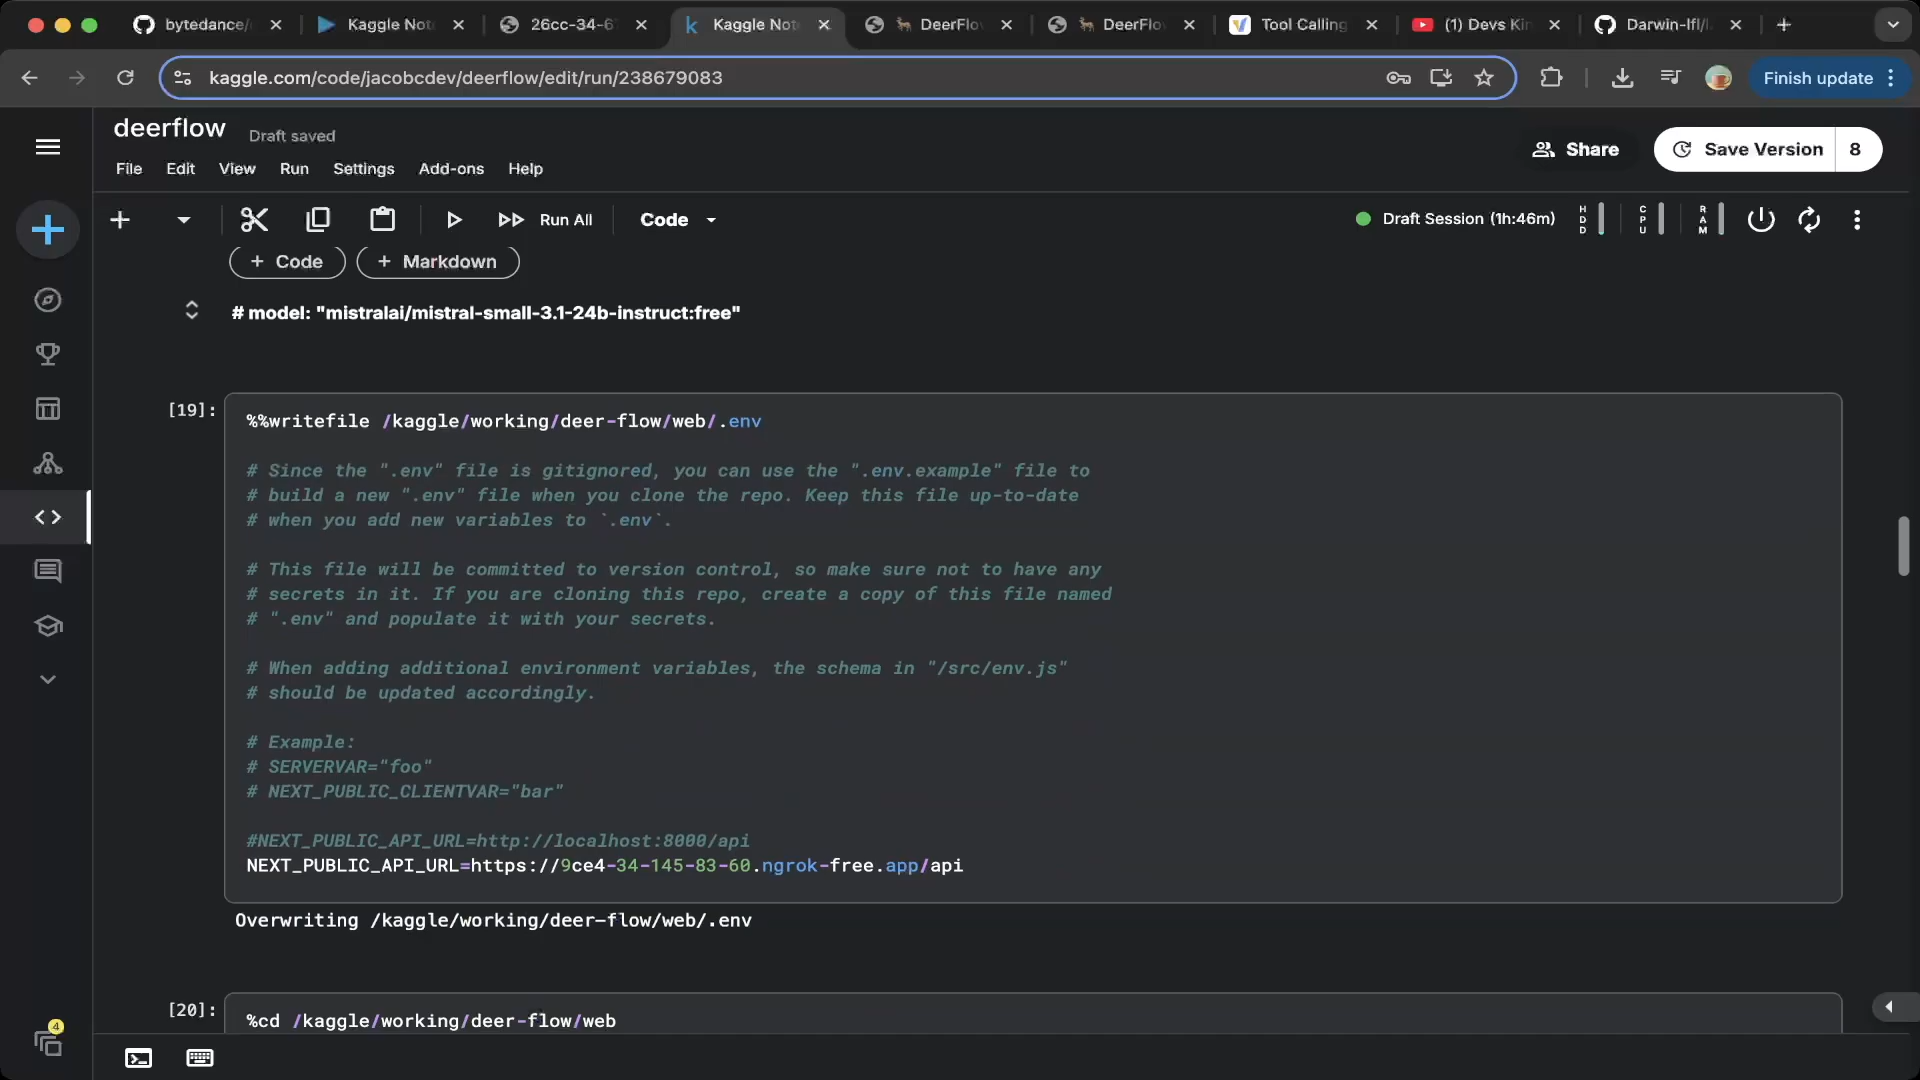 bytedance/
Kaggle Not
26cc-34-6
Kaggle Not
DeerFlo
DeerFlo
Tool Calling
(1) Devs Kin
Darwin-lfl/
kaggle.com/code/jacobcdev/deerflow/edit/run/238679083
Finish update
deerflow
Draft saved
Share
Save Version
8
File
Edit
View
Run
Settings
Add-ons
Help
Run All
Code
Draft Session (1h:46m)
HDD
CPU
RAM
+ Code
+ Markdown
# model: "mistralai/mistral-small-3.1-24b-instruct:free"
[19]:
%%writefile /kaggle/working/deer-flow/web/.env
# Since the ".env" file is gitignored, you can use the ".env.example" file to
# build a new ".env" file when you clone the repo. Keep this file up-to-date
# when you add new variables to `.env`.
# This file will be committed to version control, so make sure not to have any
# secrets in it. If you are cloning this repo, create a copy of this file named
# ".env" and populate it with your secrets.
# When adding additional environment variables, the schema in "/src/env.js"
# should be updated accordingly.
# Example:
# SERVERVAR="foo"
# NEXT_PUBLIC_CLIENTVAR="bar"
#NEXT_PUBLIC_API_URL=http://localhost:8000/api
NEXT_PUBLIC_API_URL=https://9ce4-34-145-83-60.ngrok-free.app/api
Overwriting /kaggle/working/deer-flow/web/.env
[20]:
%cd /kaggle/working/deer-flow/web
4